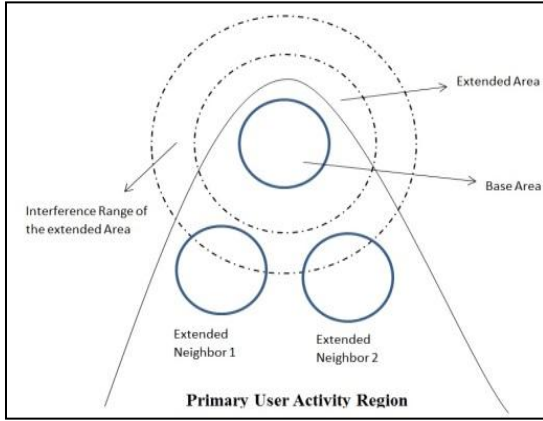 Extended Area
Base Area
Interference Range of
the extended Area
Extended
Neighbor 1
Extended
Neighbor 2
Primary User Activity Region